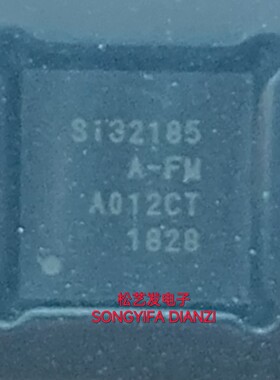 Si32185
A-FM
A012CT
1828
松艺发电子
SONGYIFA DIANZI